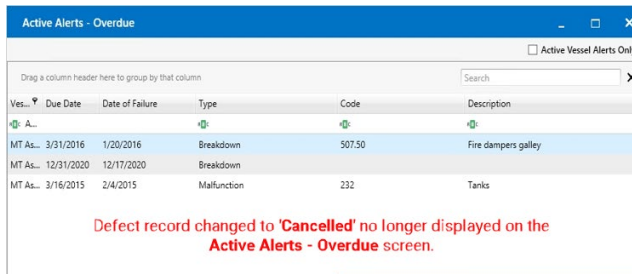 Active Alerts - Overdue
Active Vessel Alerts Onl
Drag a column header here to group by that column
Search
Ves... Due Date Date of Failure Type Code Description
A...
MT As... 3/31/2016 1/20/2016 Breakdown 507.50 Fire dampers galley
MT As... 12/31/2020 12/17/2020 Breakdown
MT As... 3/16/2015 2/4/2015 Malfunction 232 Tanks
Defect record changed to 'Cancelled' no longer displayed on the
Active Alerts - Overdue screen.